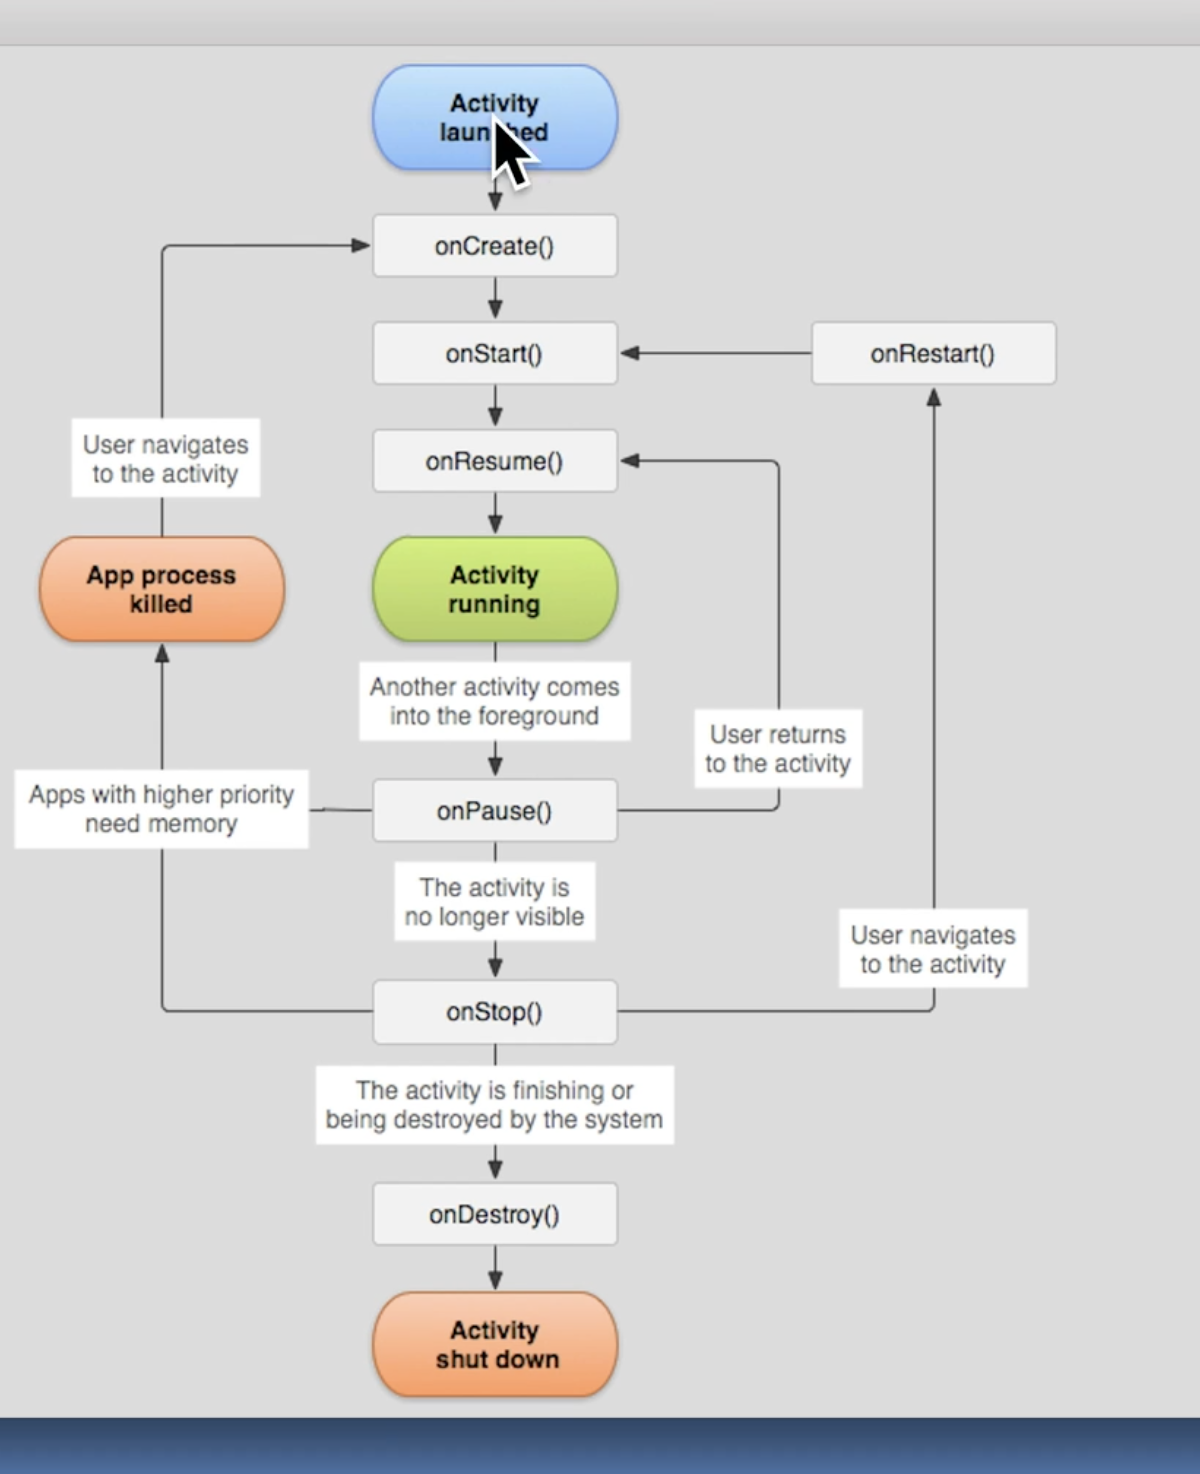 Activity
launched
onCreate()
onStart()
onRestart()
User navigates
to the activity
onResume()
App process
killed
Activity
running
Another activity comes
into the foreground
User returns
to the activity
Apps with higher priority
need memory
onPause()
The activity is
no longer visible
User navigates
to the activity
onStop()
The activity is finishing or
being destroyed by the system
onDestroy()
Activity
shut down